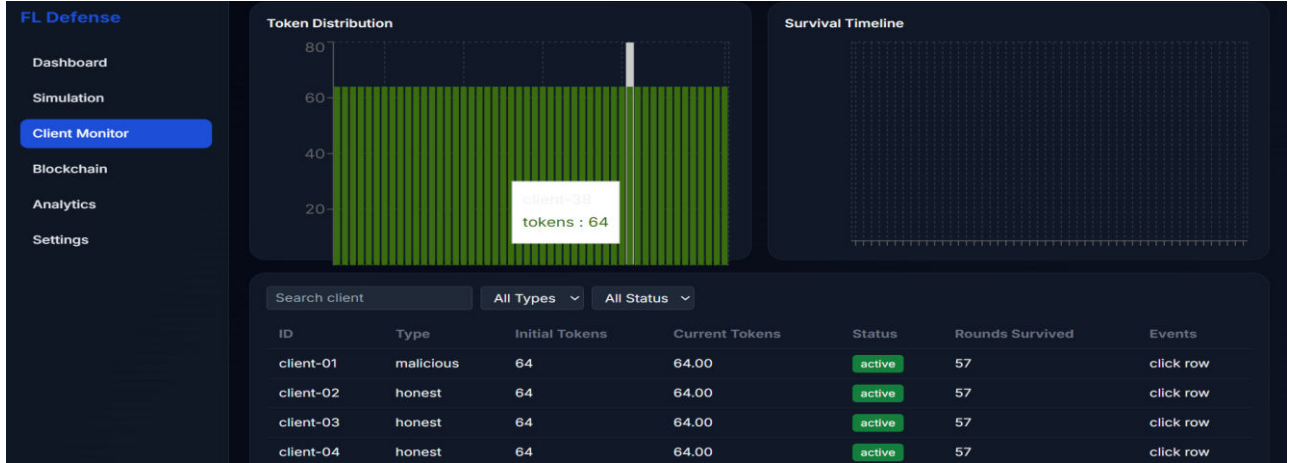 FL Defense
Dashboard
Simulation
Client Monitor
Blockchain
Analytics
Settings
Token Distribution
80
60
40
20
client-38
tokens : 64
Survival Timeline
Search client
All Types
All Status
ID Type Initial Tokens Current Tokens Status Rounds Survived Events
client-01 malicious 64 64.00 active 57 click row
client-02 honest 64 64.00 active 57 click row
client-03 honest 64 64.00 active 57 click row
client-04 honest 64 64.00 active 57 click row